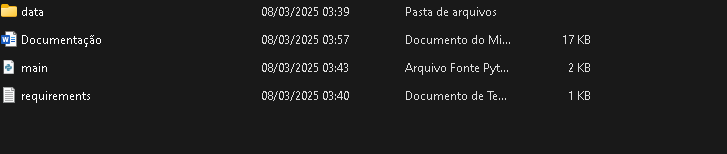 data 08/03/2025 03:39 Pasta de arquivos
Documentação 08/03/2025 03:57 Documento do Mi... 17 KB
main 08/03/2025 03:43 Arquivo Fonte Pyt... 2 KB
requirements 08/03/2025 03:40 Documento de Te... 1 KB